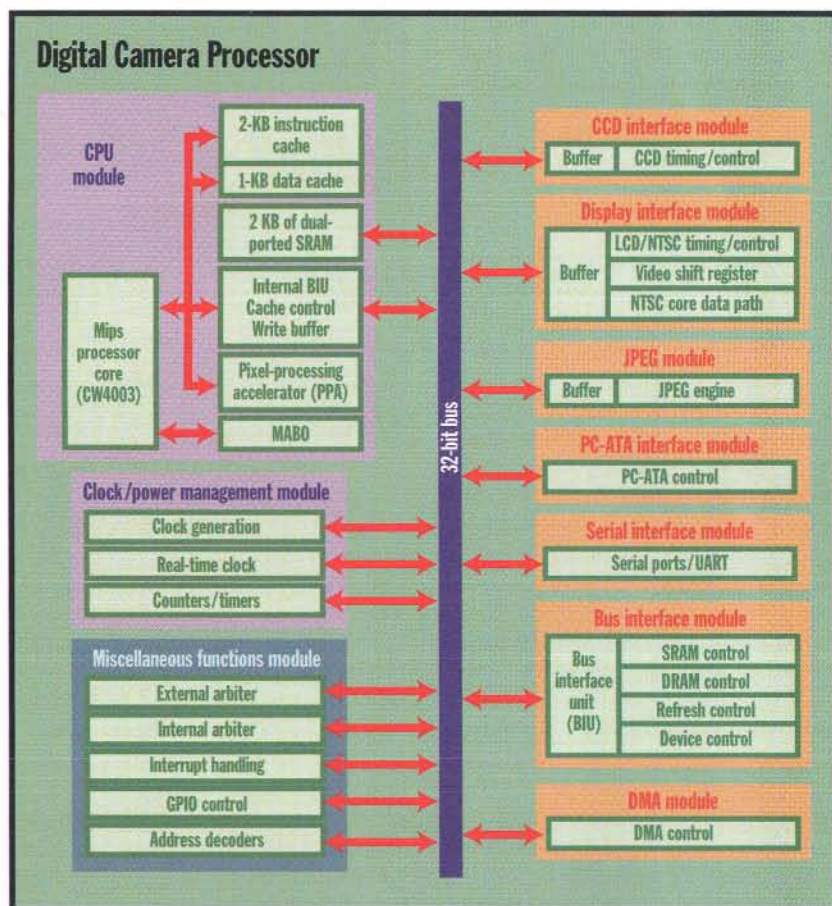 Digital Camera Processor
CPU
module
2-KB instruction
cache
1-KB data cache
2 KB of dual-
ported SRAM
Internal BIU
Cache control
Write buffer
Mips
processor
core
(CW4003)
Pixel-processing
accelerator (PPA)
MABO
Clock/power management module
Clock generation
Real-time clock
Counters/timers
Miscellaneous functions module
External arbiter
Internal arbiter
Interrupt handling
GPIO control
Address decoders
32-bit bus
CCD interface module
Buffer
CCD timing/control
Display interface module
Buffer
LCD/NTSC timing/control
Video shift register
NTSC core data path
JPEG module
Buffer
JPEG engine
PC-ATA interface module
PC-ATA control
Serial interface module
Serial ports/UART
Bus interface module
Bus
interface
unit
(BIU)
SRAM control
DRAM control
Refresh control
Device control
DMA module
DMA control